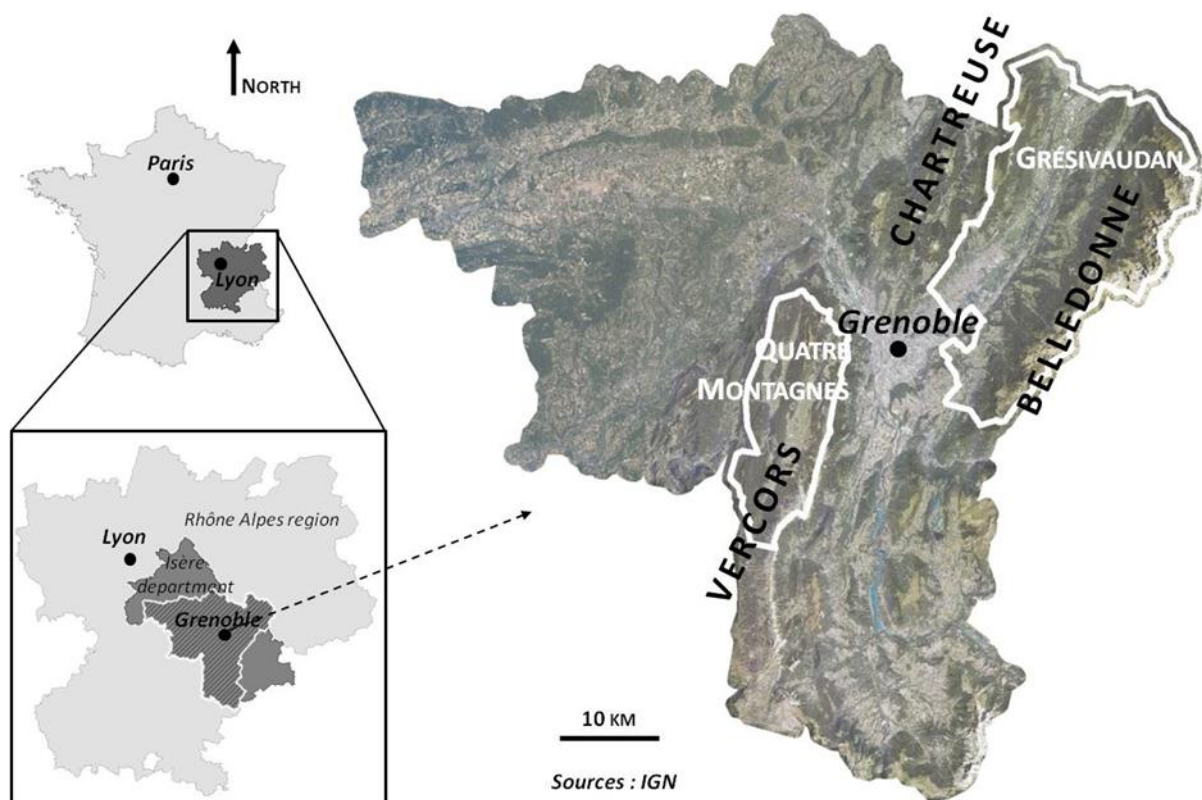 NORTH
Paris
Lyon
Rhône Alpes region
Lyon
Isère
department
Grenoble
CHARTREUSE
GRÉSIVAUDAN
BELLEDONNE
Grenoble
QUATRE
MONTAGNES
VERCORS
10 KM
Sources : IGN